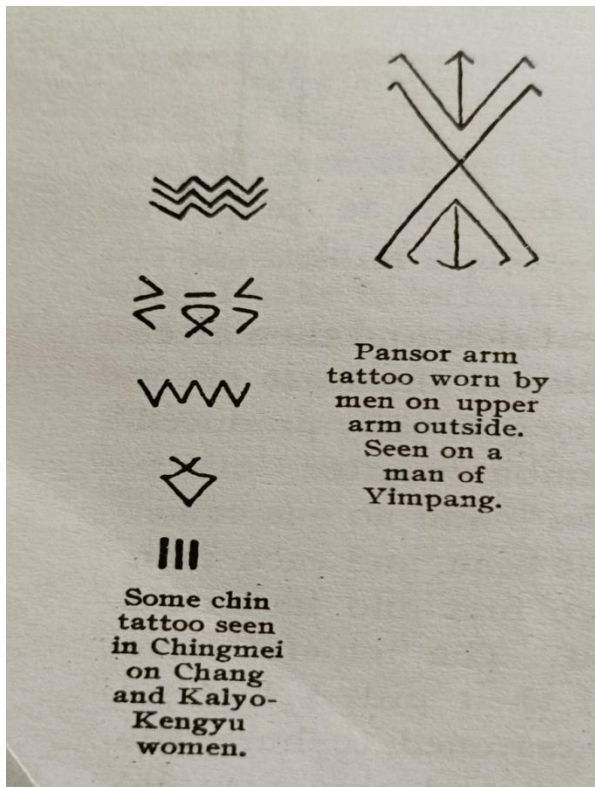 Pansor arm
tattoo worn by
men on upper
arm outside.
Seen on a
man of
Yimpang.
Some chin
tattoo seen
in Chingmei
on Chang
and Kalyo-
Kengyu
women.